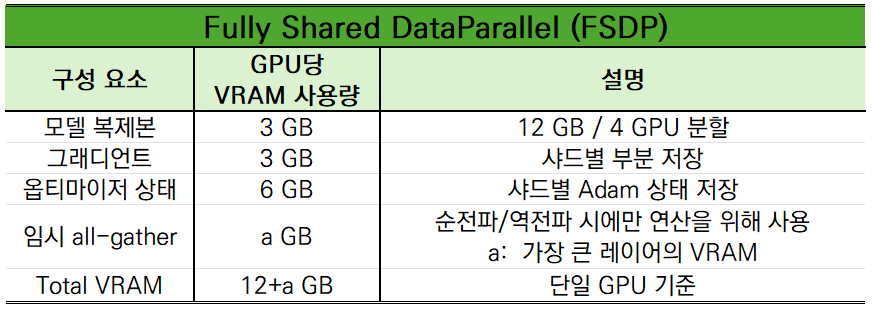 Fully Shared DataParallel (FSDP)
구성 요소 GPU당 VRAM 사용량 설명
모델 복제본 3 GB 12 GB / 4 GPU 분할
그래디언트 3 GB 샤드별 부분 저장
옵티마이저 상태 6 GB 샤드별 Adam 상태 저장
임시 all-gather a GB 순전파/역전파 시에만 연산을 위해 사용
a: 가장 큰 레이어의 VRAM
Total VRAM 12+a GB 단일 GPU 기준